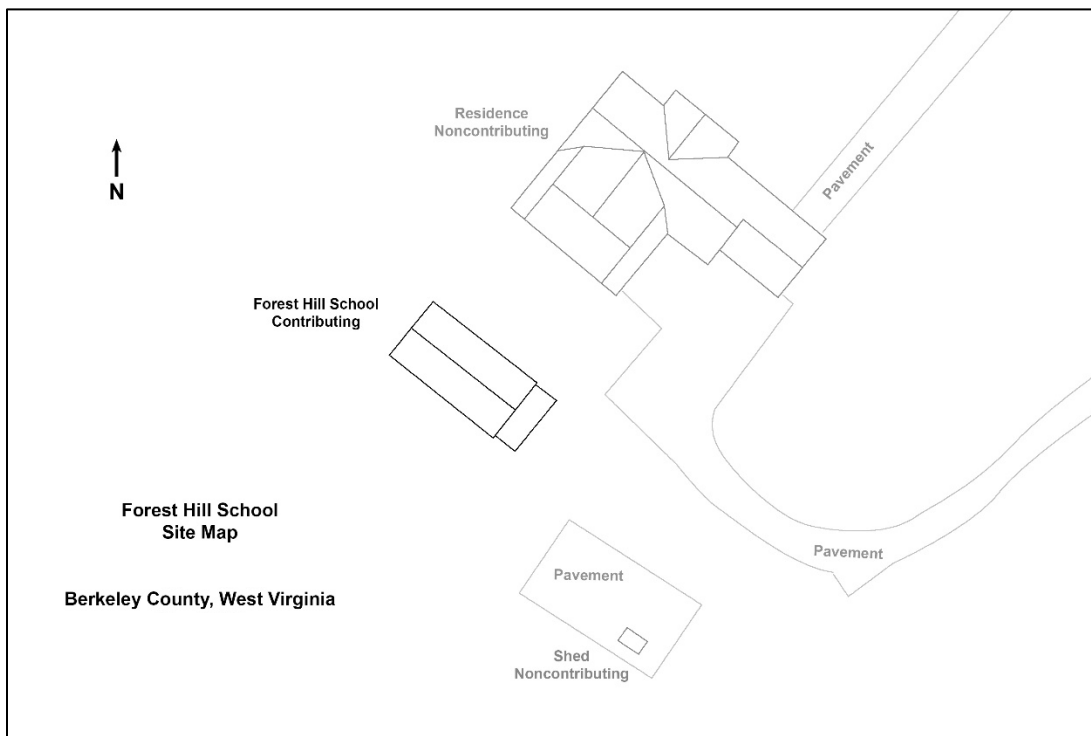 Residence
Noncontributing
Pavement
N
Forest Hill School
Contributing
Forest Hill School
Site Map
Pavement
Pavement
Berkeley County, West Virginia
Shed
Noncontributing